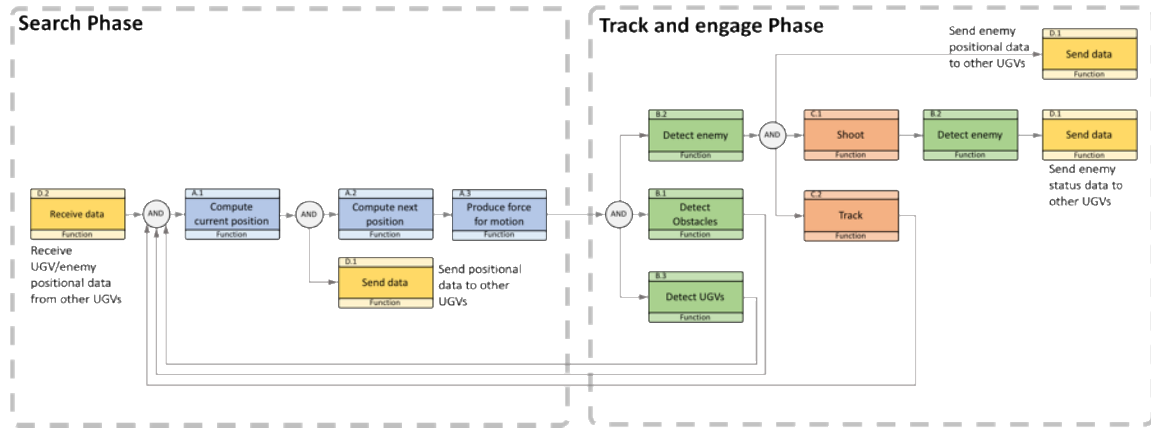 Search Phase
D.2
Receive data
Function
Receive
UGV/enemy
positional data
from other UGVs
AND
A.1
Compute
current position
Function
AND
A.2
Compute next
position
Function
A.3
Produce force
for motion
Function
D.1
Send data
Function
Send positional
data to other
UGVs
Track and engage Phase
AND
B.2
Detect enemy
Function
B.1
Detect
Obstacles
Function
B.3
Detect UGVs
Function
AND
Send enemy
positional data
to other UGVs
D.1
Send data
Function
C.1
Shoot
Function
B.2
Detect enemy
Function
D.1
Send data
Function
Send enemy
status data to
other UGVs
C.2
Track
Function